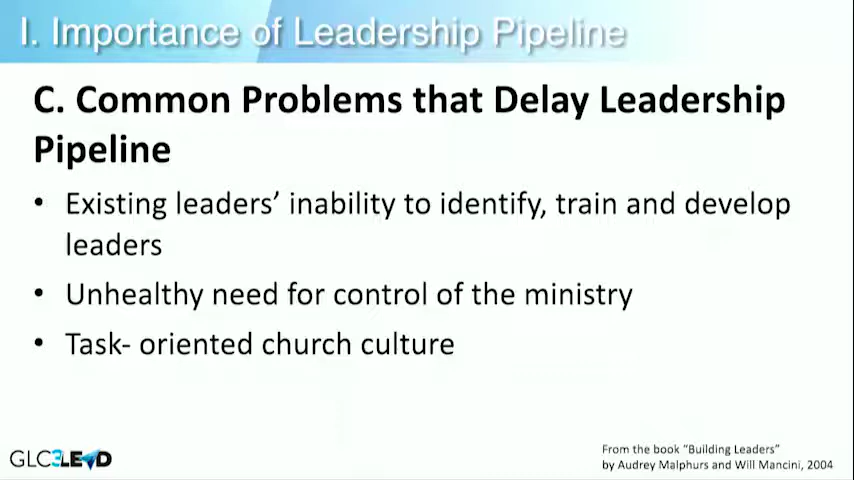 I. Importance of Leadership Pipeline
C. Common Problems that Delay Leadership
Pipeline
• Existing leaders’ inability to identify, train and develop
leaders
• Unhealthy need for control of the ministry
• Task- oriented church culture
GLC LEAD
From the book “Building Leaders”
by Audrey Malphurs and Will Mancini, 2004